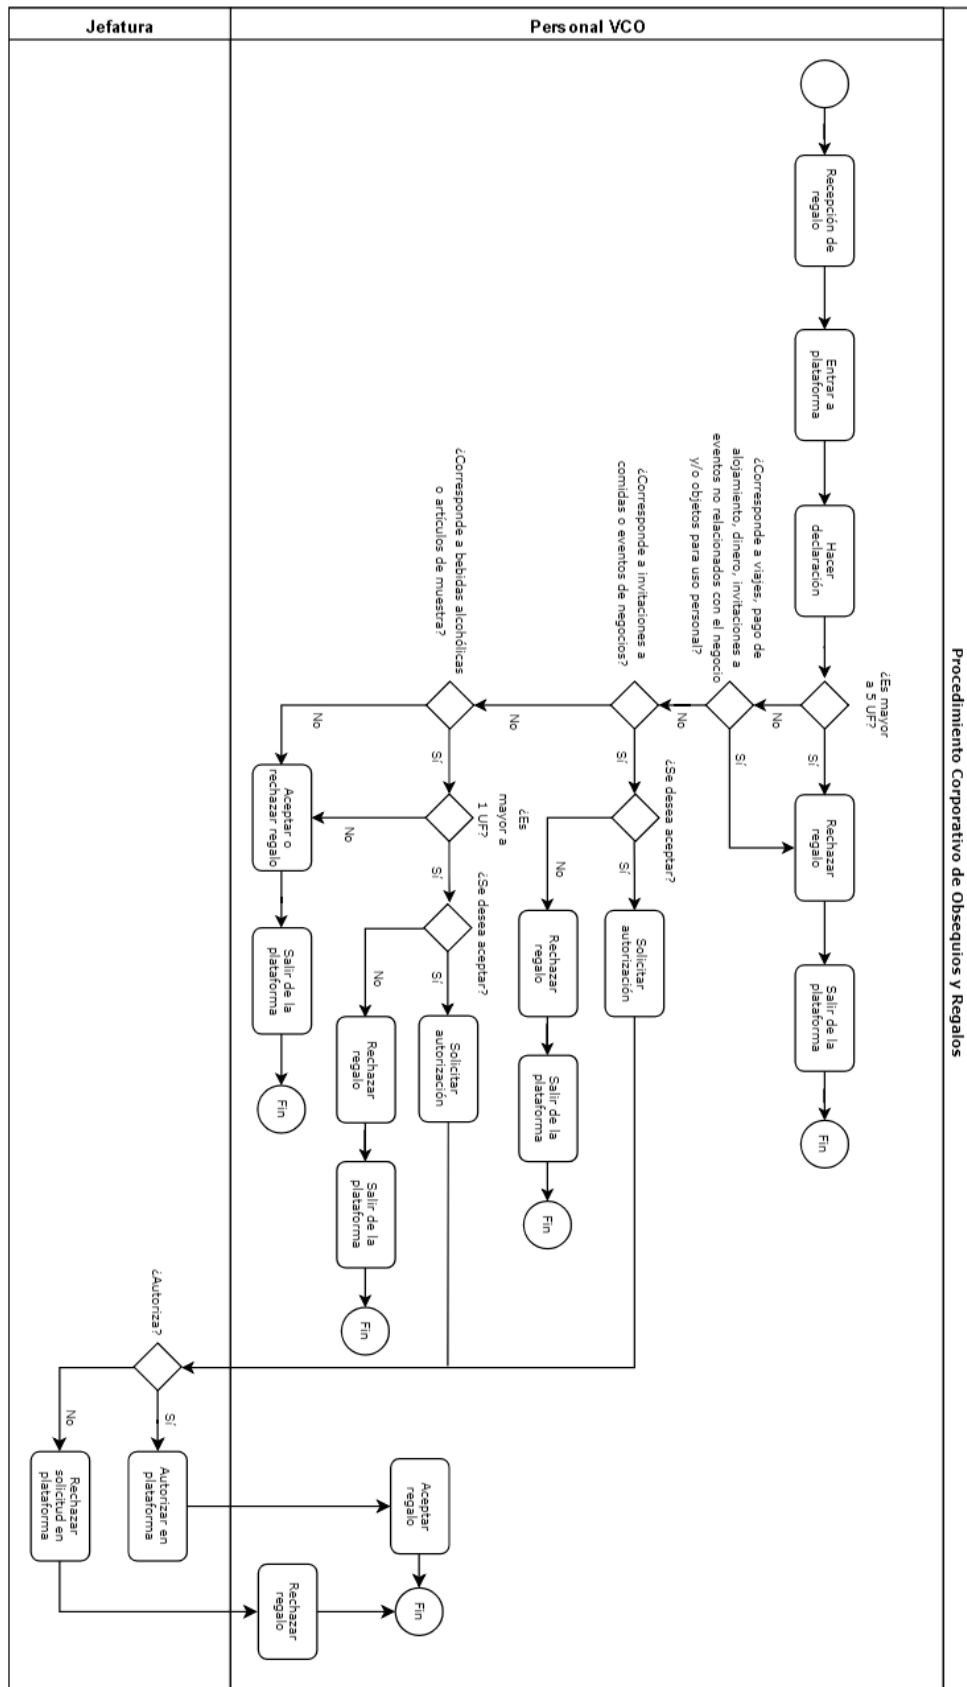 Procedimiento Corporativo de Obsequios y Regalos
Personal VCO
Jefatura
Recepción de
regalo
Entrar a
plataforma
Hacer
declaración
¿Es mayor
a 5 UF?
Sí
Rechazar
regalo
Salir de la
plataforma
Fin
No
¿Corresponde a viajes, pago de
alojamiento, dinero, invitaciones a
eventos no relacionados con el negocio
y/o objetos para uso personal?
Sí
No
¿Corresponde a invitaciones a
comidas o eventos de negocios?
Sí
¿Se desea aceptar?
Sí
Solicitar
autorización
No
Rechazar
regalo
Salir de la
plataforma
Fin
No
¿Corresponde a bebidas alcohólicas
o artículos de muestra?
Sí
¿Es
mayor a
1 UF?
Sí
¿Se desea aceptar?
Sí
Solicitar
autorización
No
Rechazar
regalo
Salir de la
plataforma
Fin
No
No
Aceptar o
rechazar regalo
Salir de la
plataforma
Fin
¿Autoriza?
Sí
Autorizar en
plataforma
Aceptar
regalo
Fin
No
Rechazar
solicitud en
plataforma
Rechazar
regalo